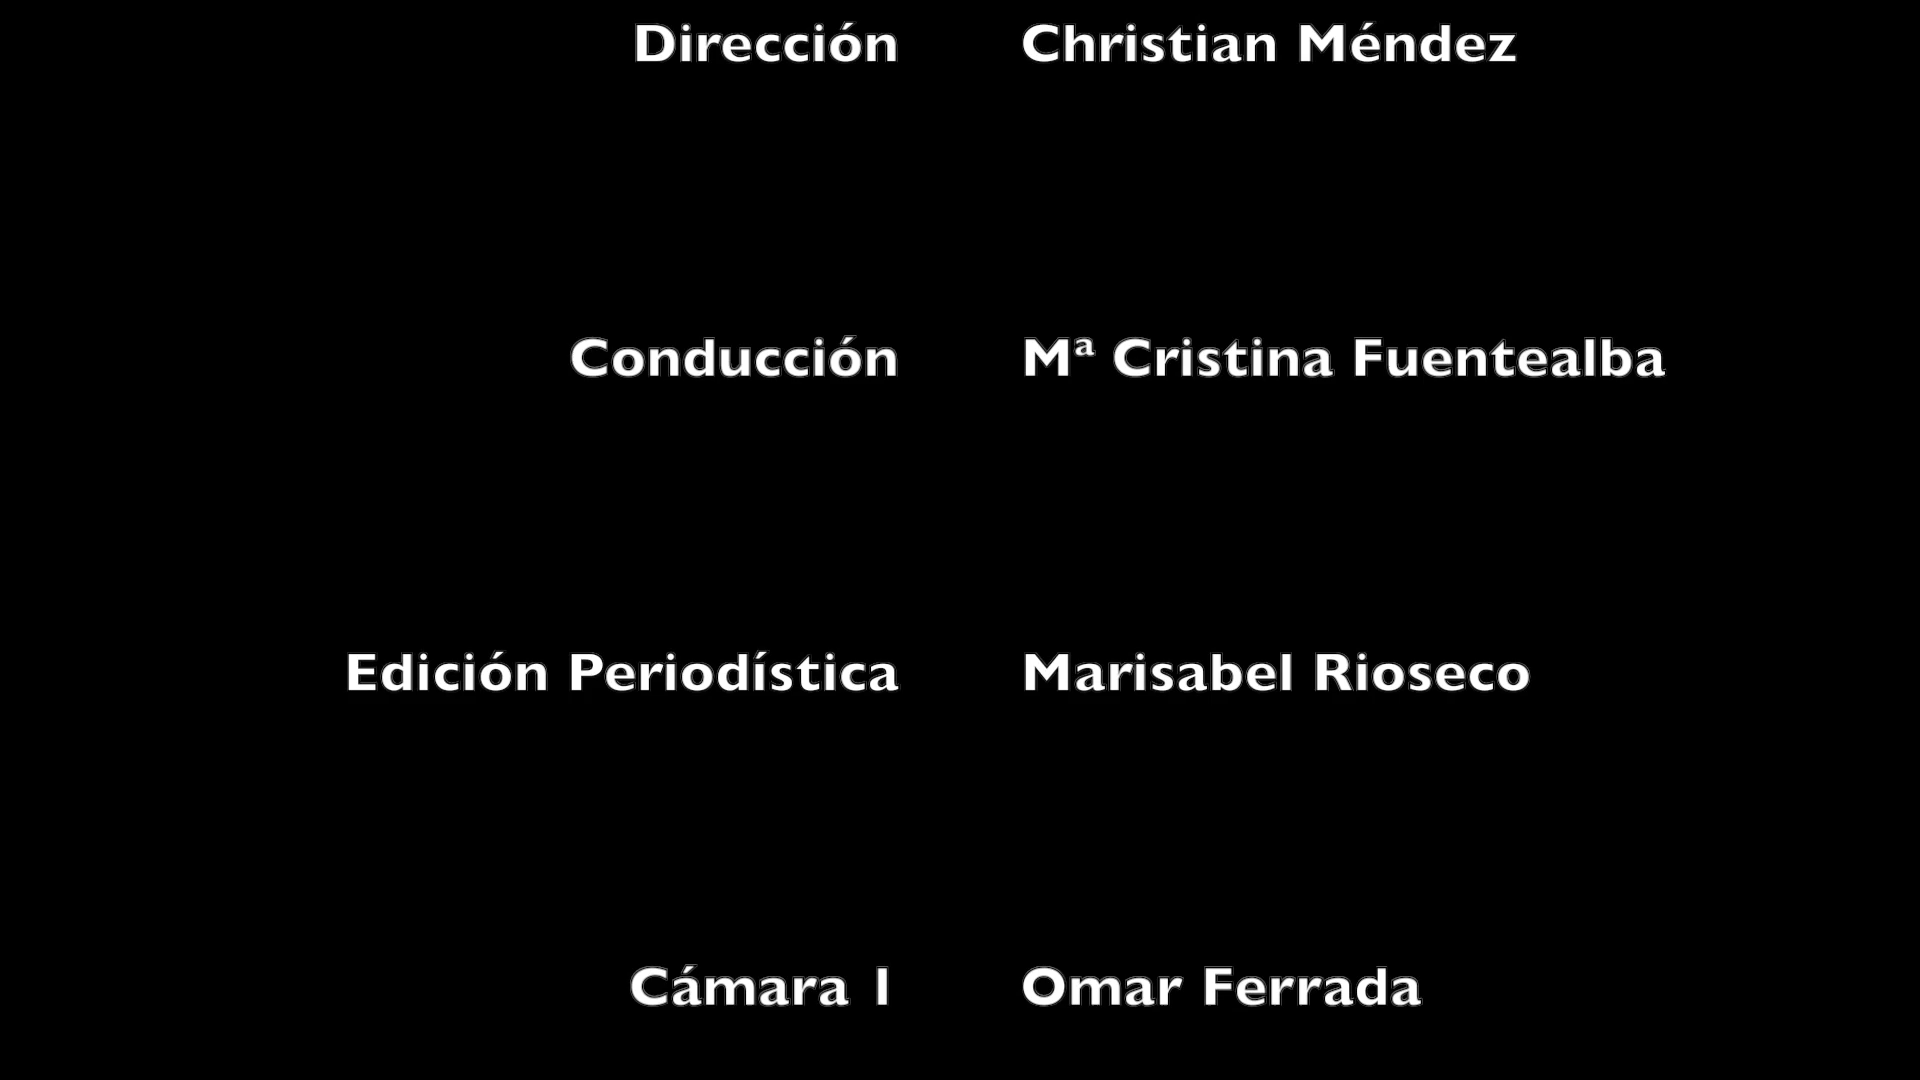 Dirección Christian Méndez
Conducción Mª Cristina Fuentealba
Edición Periodística Marisabel Rioseco
Cámara 1 Omar Ferrada